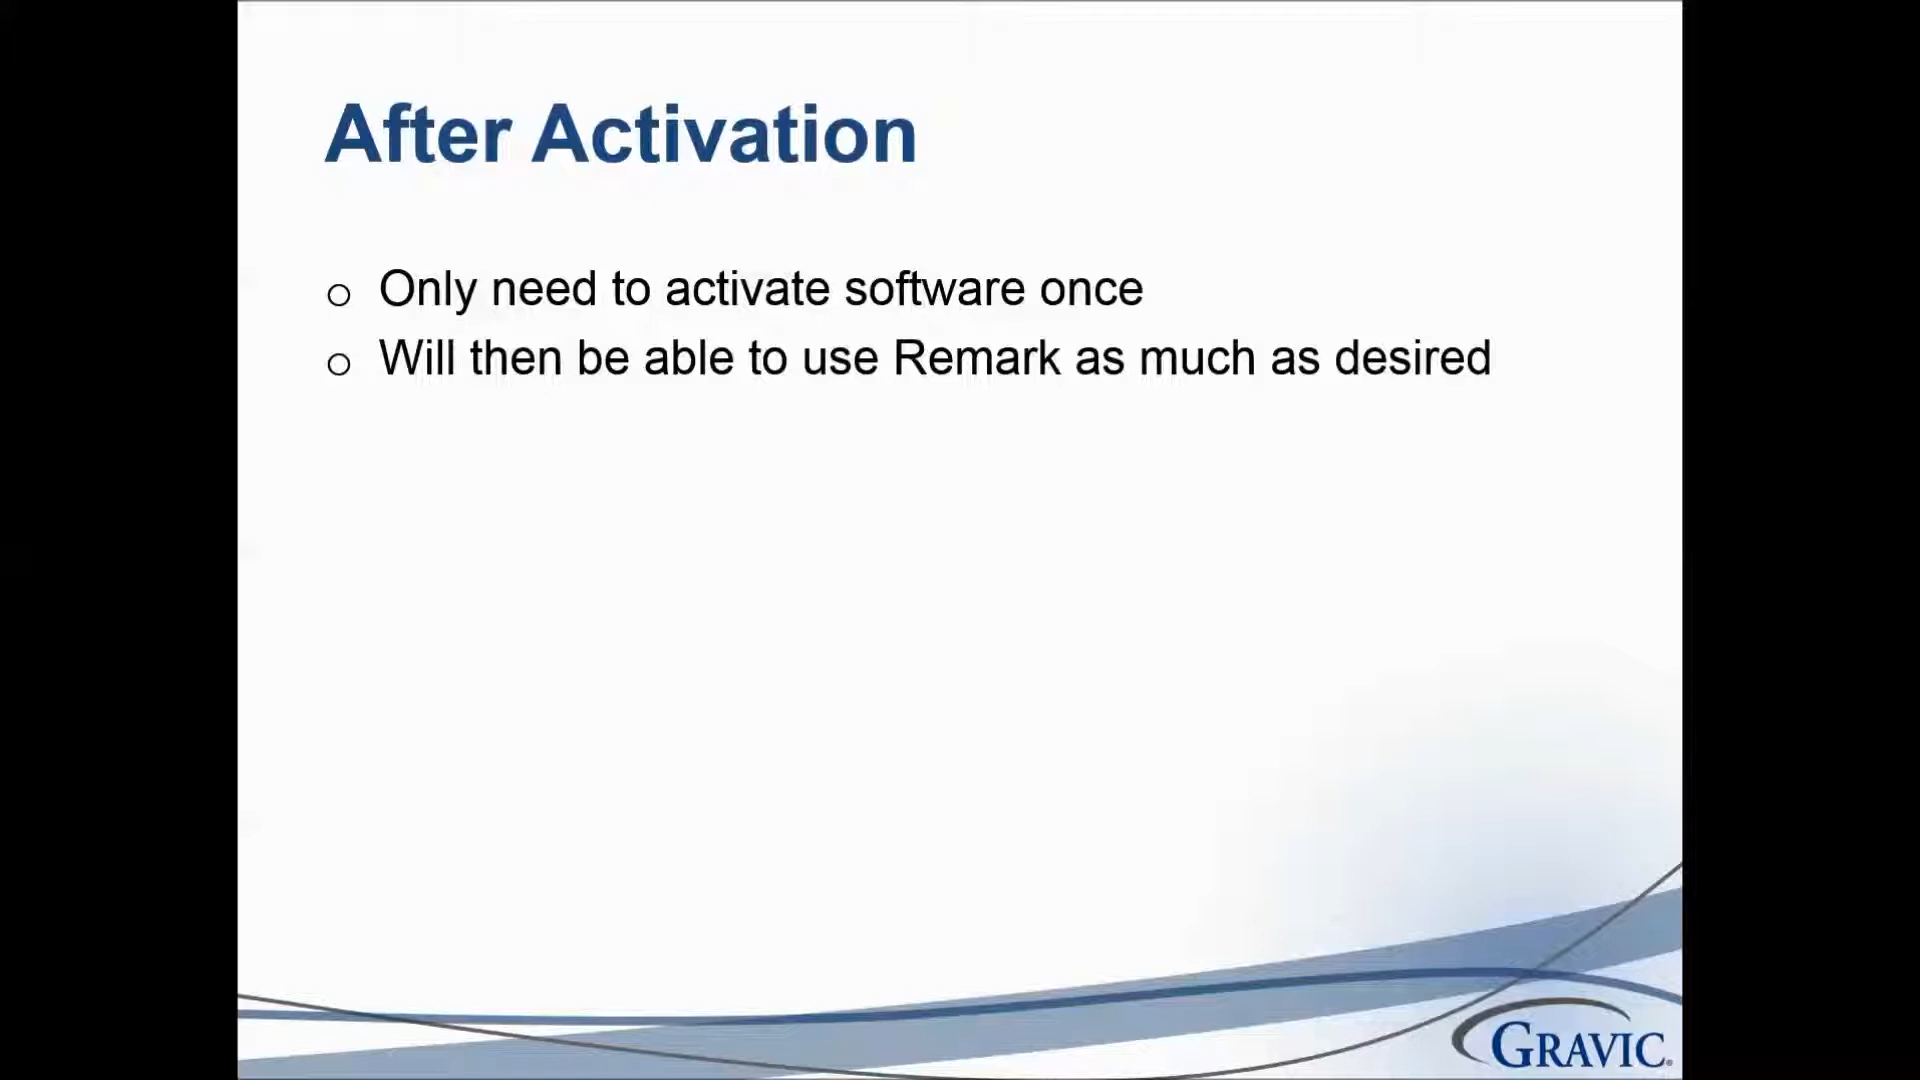 After Activation
Only need to activate software once
Will then be able to use Remark as much as desired
GRAVIC®